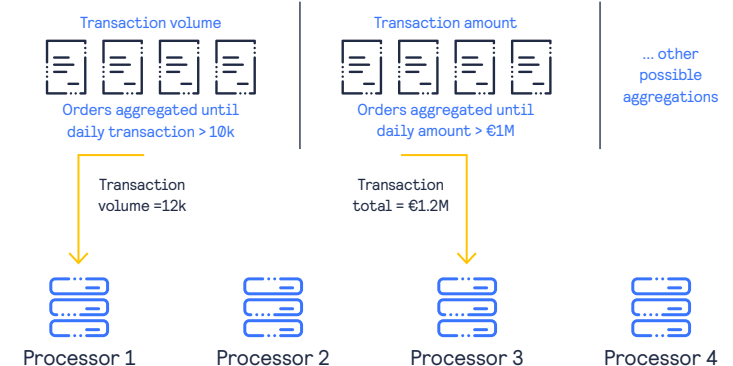 Transaction volume
Orders aggregated until
daily transaction > 10k
Transaction amount
Orders aggregated until
daily amount > €1M
... other
possible
aggregations
Transaction
volume =12k
Transaction
total = €1.2M
Processor 1
Processor 2
Processor 3
Processor 4